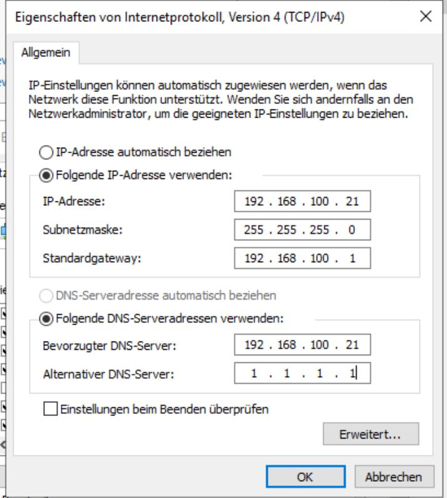 Eigenschaften von Internetprotokoll, Version 4 (TCP/IPv4)
Allgemein
IP-Einstellungen können automatisch zugewiesen werden, wenn das
Netzwerk diese Funktion unterstützt. Wenden Sie sich andernfalls an den
Netzwerkadministrator, um die geeigneten IP-Einstellungen zu beziehen.
IP-Adresse automatisch beziehen
Folgende IP-Adresse verwenden:
IP-Adresse: 192 . 168 . 100 . 21
Subnetzmaske: 255 . 255 . 255 . 0
Standardgateway: 192 . 168 . 100 . 1
DNS-Serveradresse automatisch beziehen
Folgende DNS-Serveradressen verwenden:
Bevorzugter DNS-Server: 192 . 168 . 100 . 21
Alternativer DNS-Server: 1 . 1 . 1 . 1
Einstellungen beim Beenden überprüfen
Erweitert...
OK Abbrechen